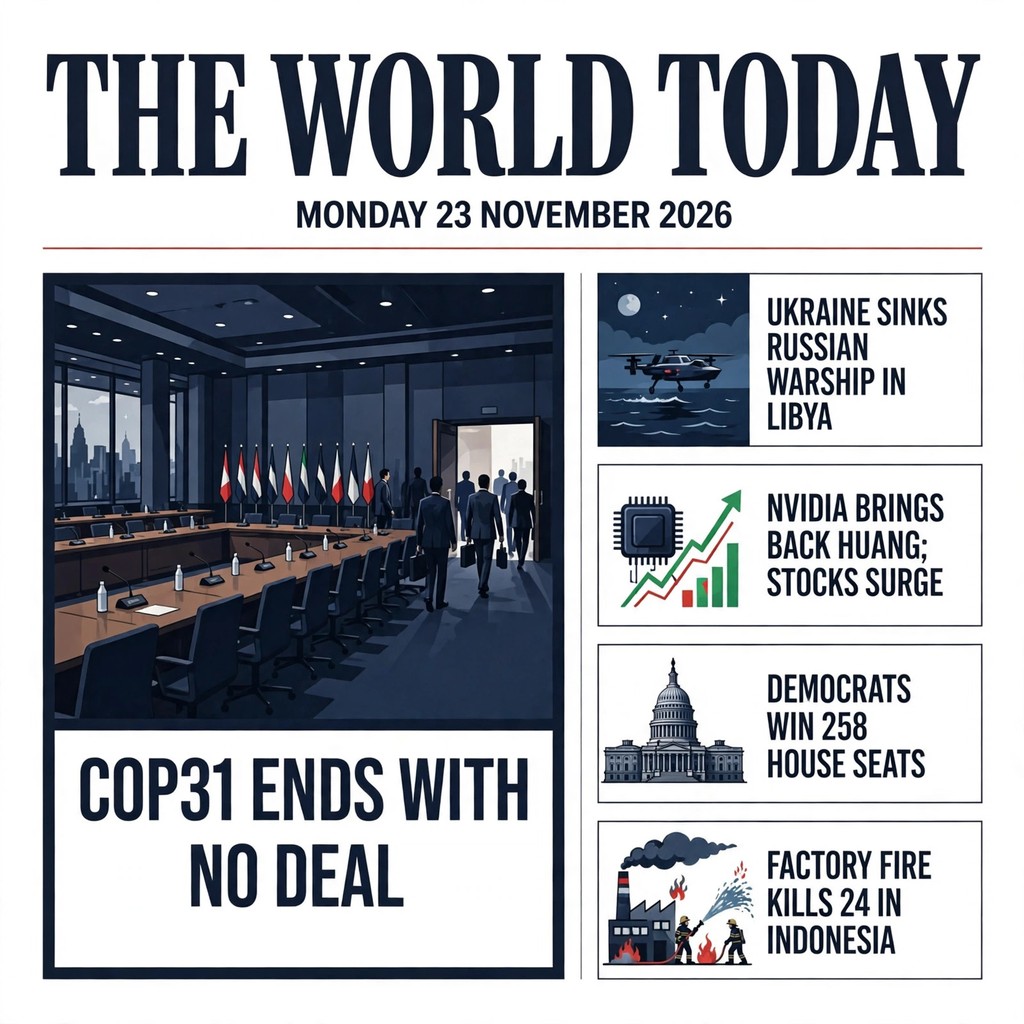 THE WORLD TODAY
MONDAY 23 NOVEMBER 2026
COP31 ENDS WITH
NO DEAL
UKRAINE SINKS
RUSSIAN
WARSHIP IN
LIBYA
NVIDIA BRINGS
BACK HUANG;
STOCKS SURGE
DEMOCRATS
WIN 258
HOUSE SEATS
FACTORY FIRE
KILLS 24 IN
INDONESIA